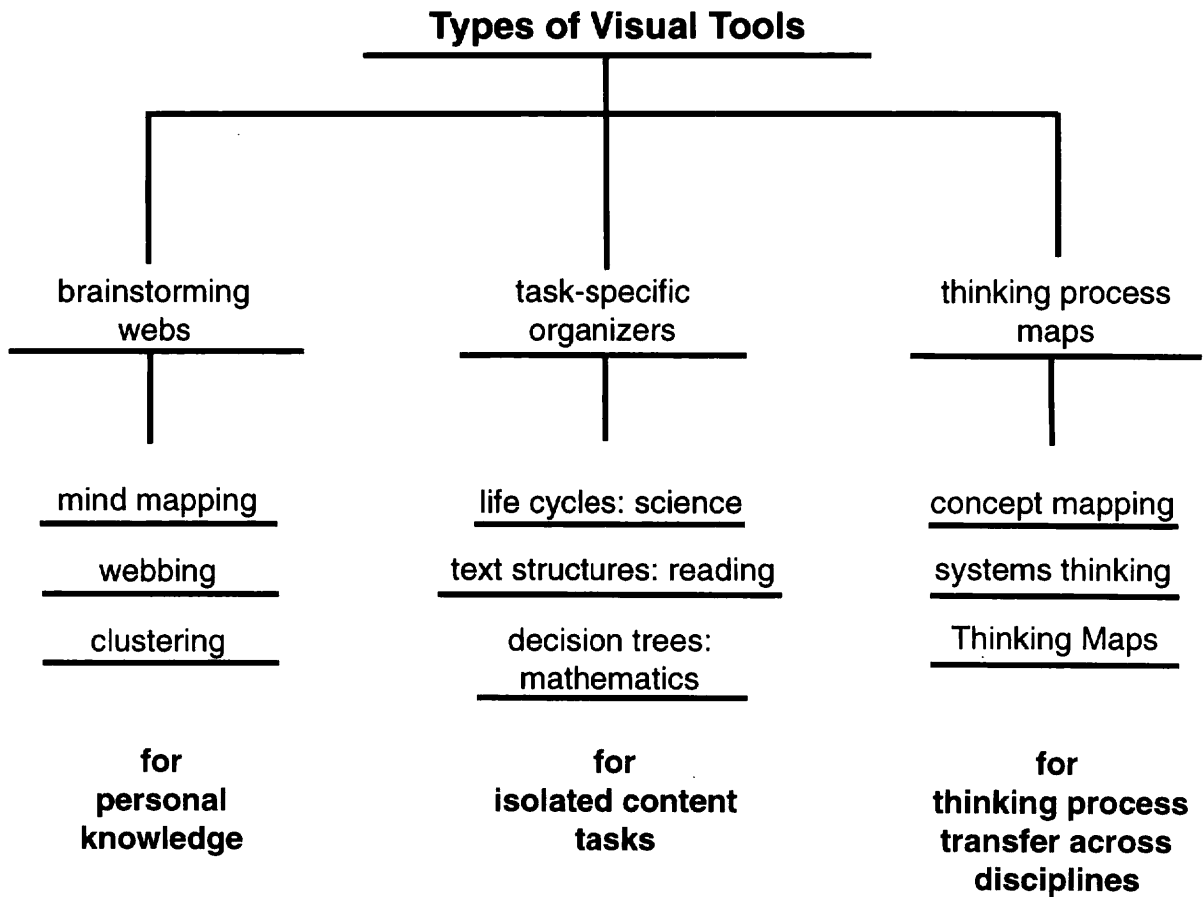 Types of Visual Tools
brainstorming
webs
mind mapping
webbing
clustering
for
personal
knowledge
task-specific
organizers
life cycles: science
text structures: reading
decision trees:
mathematics
for
isolated content
tasks
thinking process
maps
concept mapping
systems thinking
Thinking Maps
for
thinking process
transfer across
disciplines